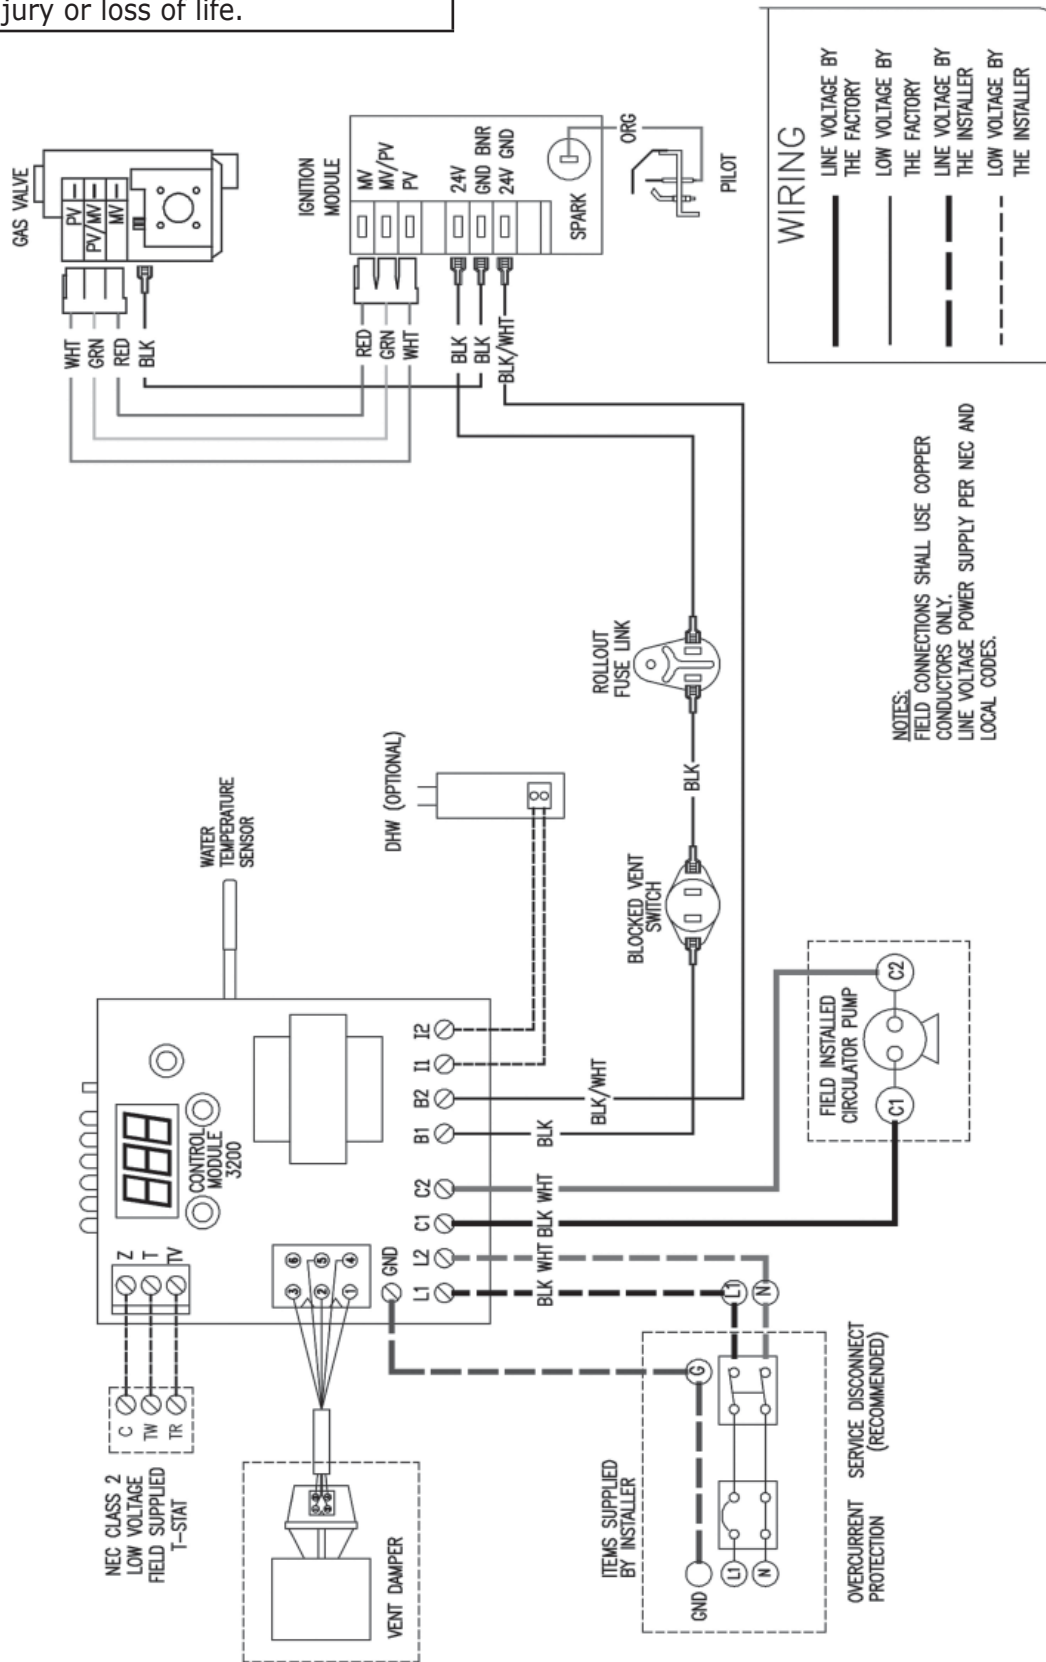 jury or loss of life.
GAS VALVE
PV
PV/MV
MV
WHT
GRN
RED
BLK
IGNITION
MODULE
MV
MV/PV
PV
24V
GND BNR
24V GND
SPARK
ORG
PILOT
RED
GRN
WHT
BLK
BLK
BLK/WHT
WIRING
LINE VOLTAGE BY
THE FACTORY
LOW VOLTAGE BY
THE FACTORY
LINE VOLTAGE BY
THE INSTALLER
LOW VOLTAGE BY
THE INSTALLER
NOTES:
FIELD CONNECTIONS SHALL USE COPPER
CONDUCTORS ONLY.
LINE VOLTAGE POWER SUPPLY PER NEC AND
LOCAL CODES.
ROLLOUT
FUSE LINK
BLK
BLOCKED VENT
SWITCH
DHW (OPTIONAL)
WATER
TEMPERATURE
SENSOR
888
CONTROL
MODULE
3200
Z
T
TV
C
TW
TR
NEC CLASS 2
LOW VOLTAGE
FIELD SUPPLIED
T-STAT
3
6
2
5
1
4
GND
L1
L2
C1
C2
B1
B2
I1
I2
BLK
WHT
BLK
WHT
BLK
BLK/WHT
FIELD INSTALLED
CIRCULATOR PUMP
C1
C2
VENT DAMPER
L1
N
G
ITEMS SUPPLIED
BY INSTALLER
GND
L1
N
OVERCURRENT
PROTECTION
SERVICE DISCONNECT
(RECOMMENDED)